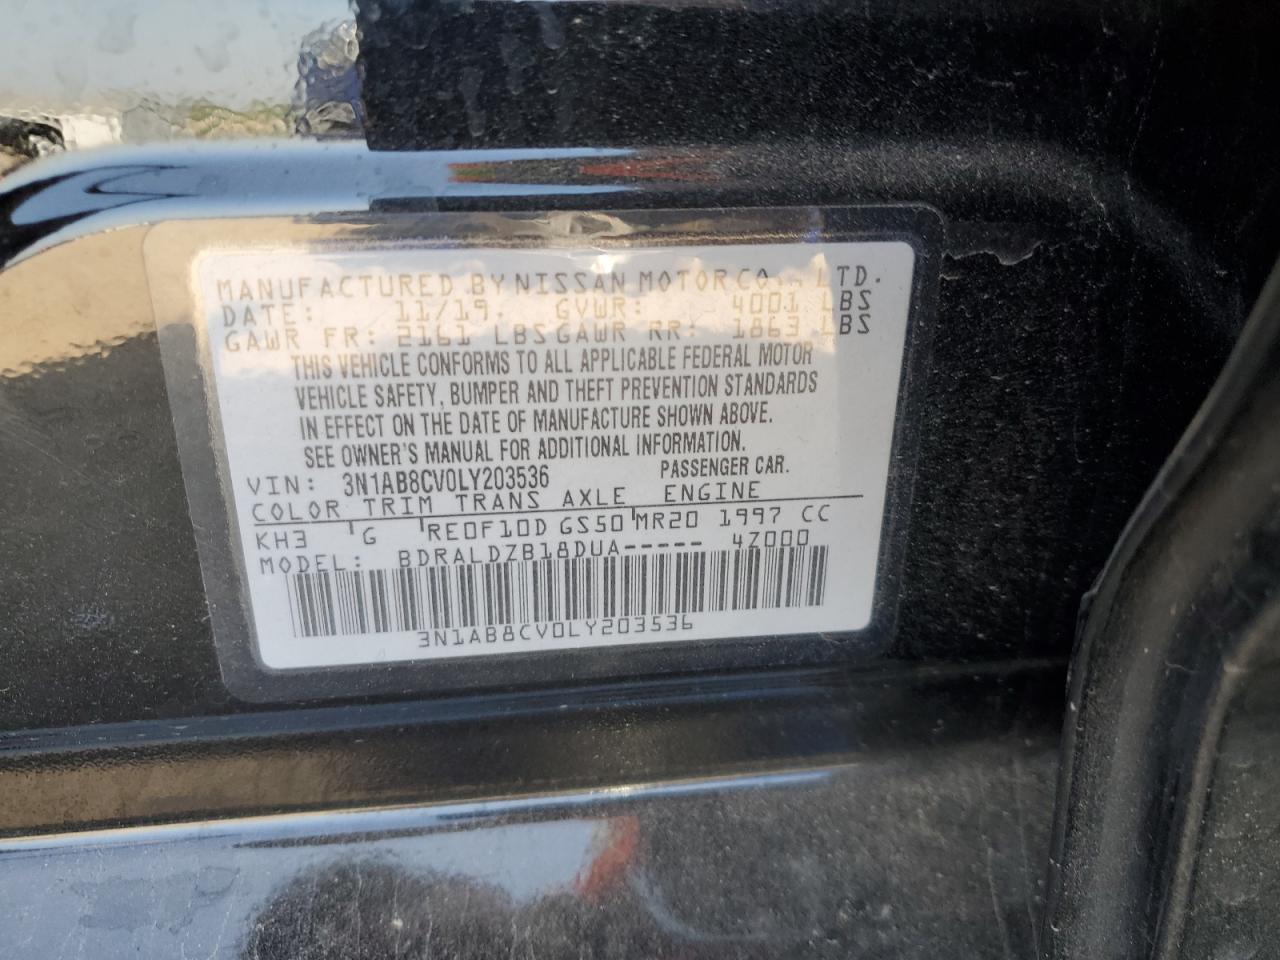 MANUFACTURED BY NISSAN MOTOR CO., LTD.
DATE: 11/19. GVWR: 4001 LBS
GAWR FR: 2161 LBS GAWR RR: 1863 LBS
THIS VEHICLE CONFORMS TO ALL APPLICABLE FEDERAL MOTOR
VEHICLE SAFETY, BUMPER AND THEFT PREVENTION STANDARDS
IN EFFECT ON THE DATE OF MANUFACTURE SHOWN ABOVE.
SEE OWNER'S MANUAL FOR ADDITIONAL INFORMATION.
VIN: 3N1AB8CV0LY203536 PASSENGER CAR.
COLOR TRIM TRANS AXLE ENGINE
KH3 G RE0F10D GS50 MR20 1997 CC
MODEL: BDRALDZB18DUA----- 4Z000
3N1AB8CV0LY203536